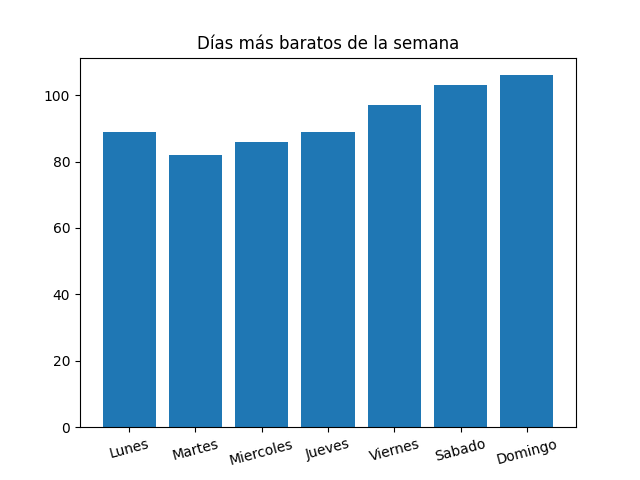 Días más baratos de la semana
100
80
60
40
20
0
Lunes
Martes
Miercoles
Jueves
Viernes
Sabado
Domingo